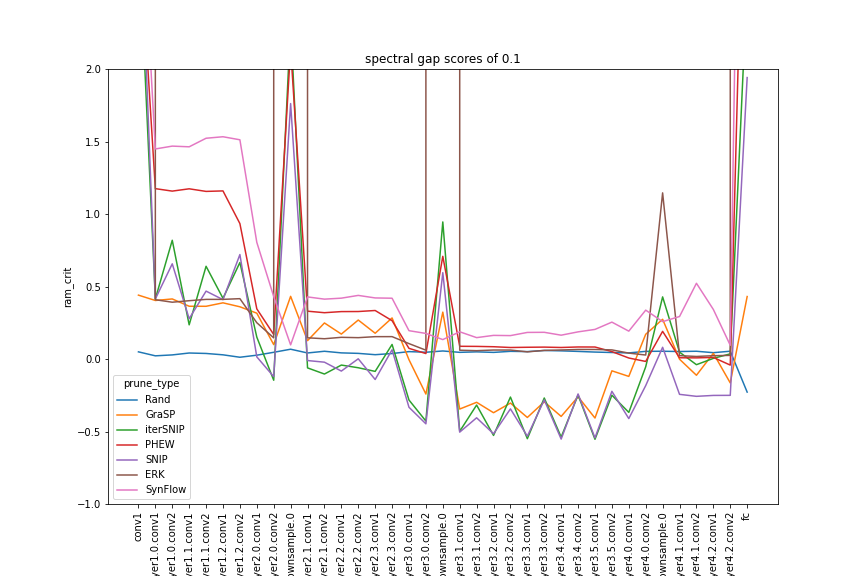 spectral gap scores of 0.1
ram_crit
2.0
1.5
1.0
0.5
0.0
−0.5
−1.0
prune_type
Rand
GraSP
iterSNIP
PHEW
SNIP
ERK
SynFlow
conv1
yer1.0.conv1
yer1.0.conv2
yer1.1.conv1
yer1.1.conv2
yer1.2.conv1
yer1.2.conv2
yer2.0.conv1
yer2.0.conv2
ownsample.0
yer2.1.conv1
yer2.1.conv2
yer2.2.conv1
yer2.2.conv2
yer2.3.conv1
yer2.3.conv2
yer3.0.conv1
yer3.0.conv2
ownsample.0
yer3.1.conv1
yer3.1.conv2
yer3.2.conv1
yer3.2.conv2
yer3.3.conv1
yer3.3.conv2
yer3.4.conv1
yer3.4.conv2
yer3.5.conv1
yer3.5.conv2
yer4.0.conv1
yer4.0.conv2
ownsample.0
yer4.1.conv1
yer4.1.conv2
yer4.2.conv1
yer4.2.conv2
fc